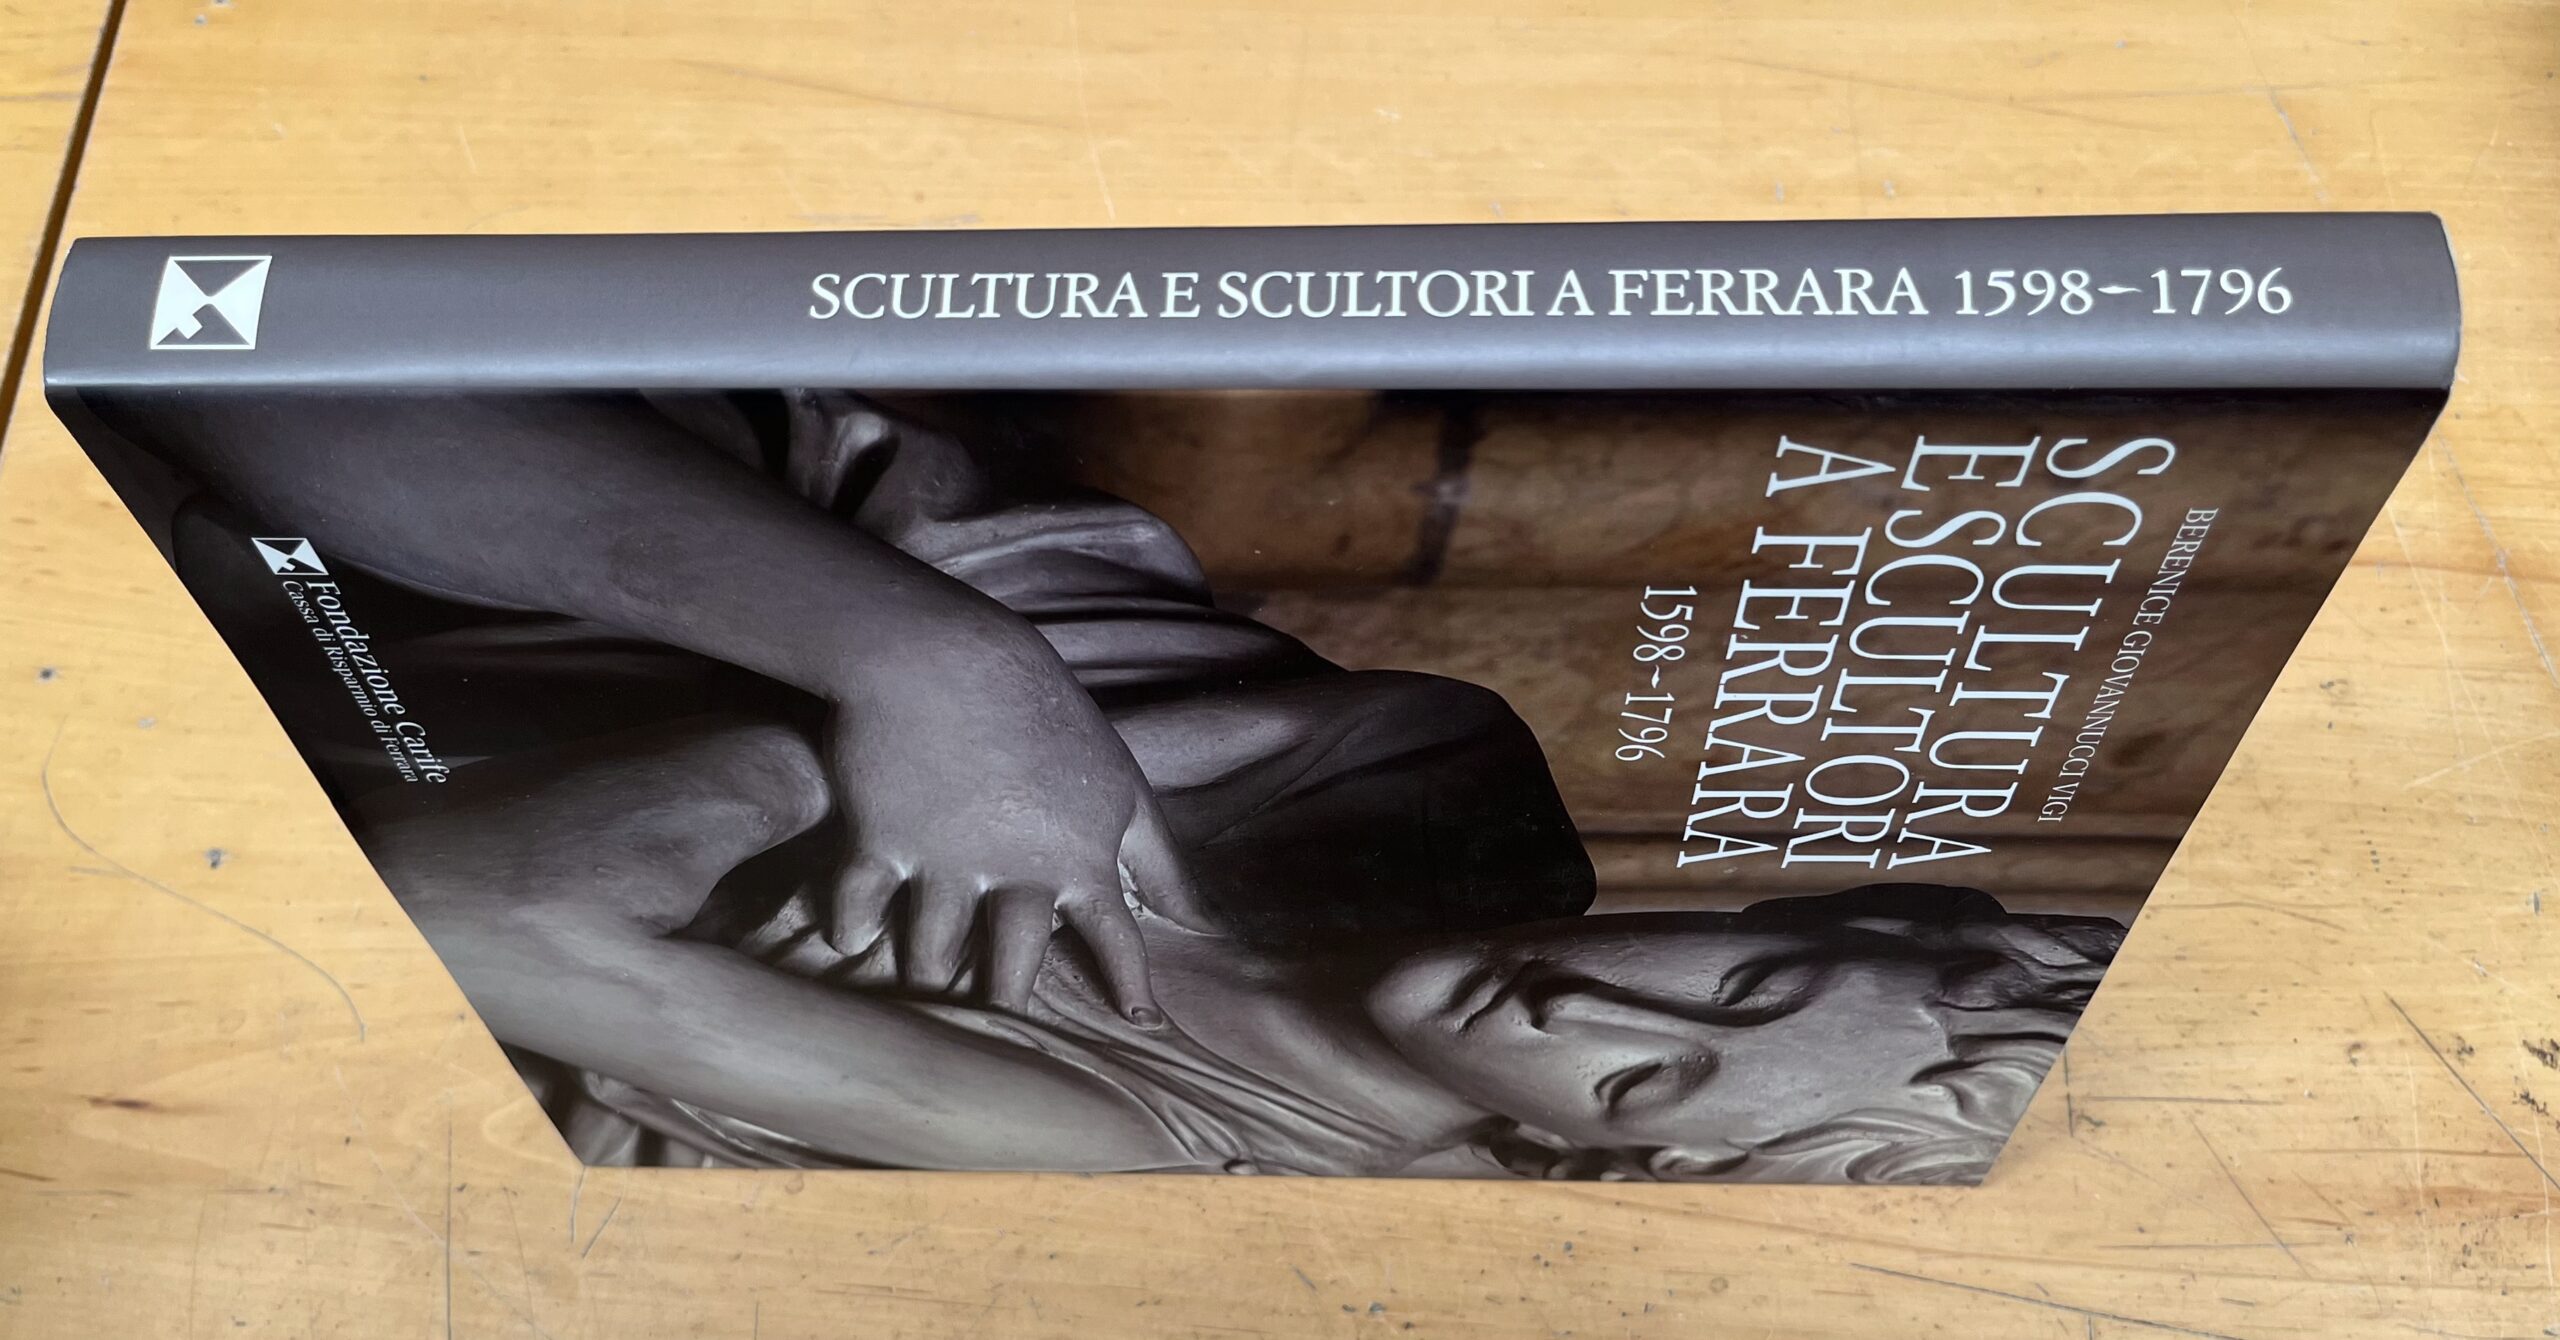 SCULTURA E SCULTORI A FERRARA 1598~1796
BERENICE GIOVANNUCCI VIGI
SCULTURA
E SCULTORI
A FERRARA
1598~1796
Fondazione Carife
Cassa di Risparmio di Ferrara